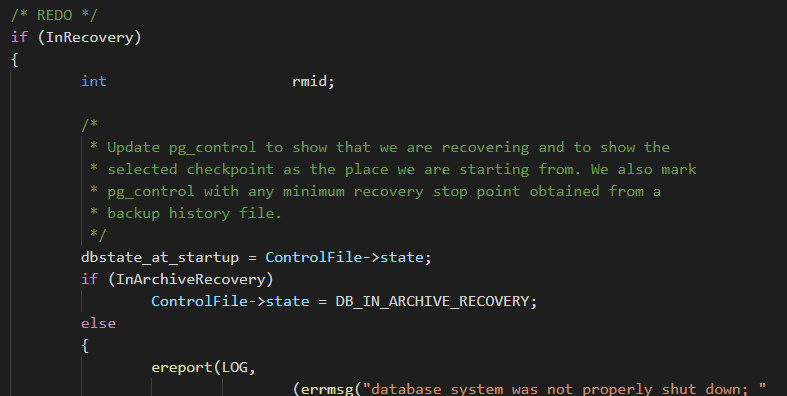 /* REDO */
if (InRecovery)
{
int rmid;
/*
* Update pg_control to show that we are recovering and to show the
* selected checkpoint as the place we are starting from. We also mark
* pg_control with any minimum recovery stop point obtained from a
* backup history file.
*/
dbstate_at_startup = ControlFile->state;
if (InArchiveRecovery)
ControlFile->state = DB_IN_ARCHIVE_RECOVERY;
else
{
ereport(LOG,
(errmsg("database system was not properly shut down; "